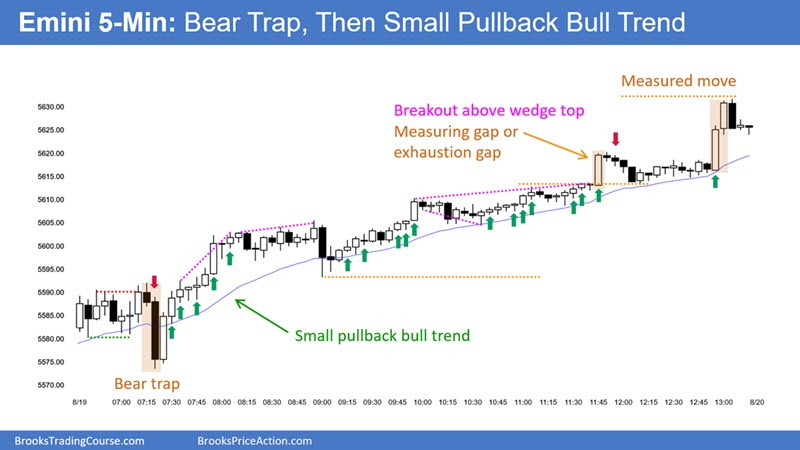 Emini 5-Min: Bear Trap, Then Small Pullback Bull Trend
Measured move
Breakout above wedge top
Measuring gap or
exhaustion gap
Small pullback bull trend
Bear trap
5630.00
5625.00
5620.00
5615.00
5610.00
5605.00
5600.00
5595.00
5590.00
5585.00
5580.00
5575.00
5570.00
8/19 07:00 07:15 07:30 07:45 08:00 08:15 08:30 08:45 09:00 09:15 09:30 09:45 10:00 10:15 10:30 10:45 11:00 11:15 11:30 11:45 12:00 12:15 12:30 12:45 13:00 8/20
BrooksTradingCourse.com BrooksPriceAction.com